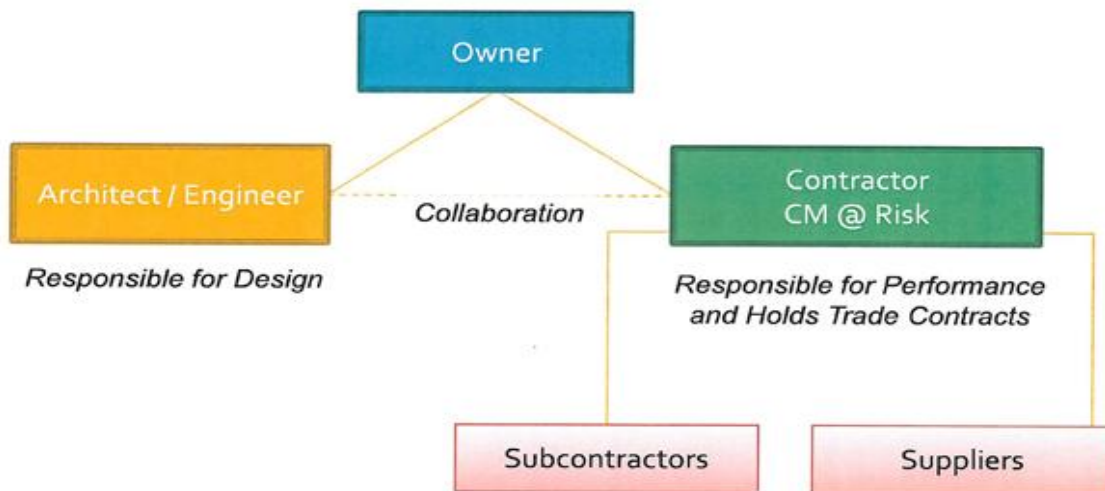 Owner
Architect / Engineer
Contractor
CM @ Risk
Collaboration
Responsible for Design
Responsible for Performance
and Holds Trade Contracts
Subcontractors
Suppliers